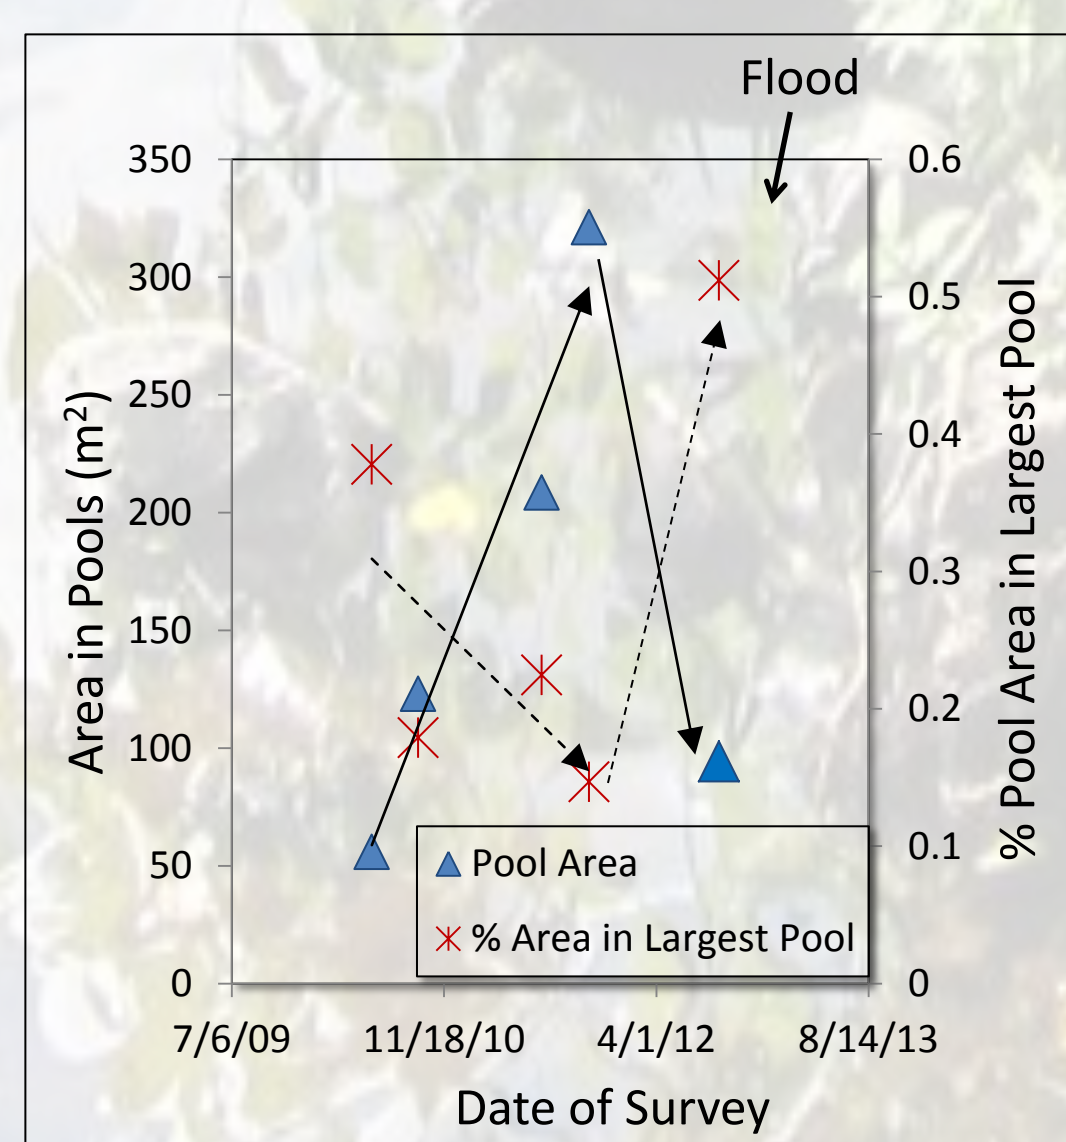 Flood
350
300
250
200
150
100
50
0
Area in Pools (m²)
0.6
0.5
0.4
0.3
0.2
0.1
0
% Pool Area in Largest Pool
Pool Area
% Area in Largest Pool
7/6/09 11/18/10 4/1/12 8/14/13
Date of Survey